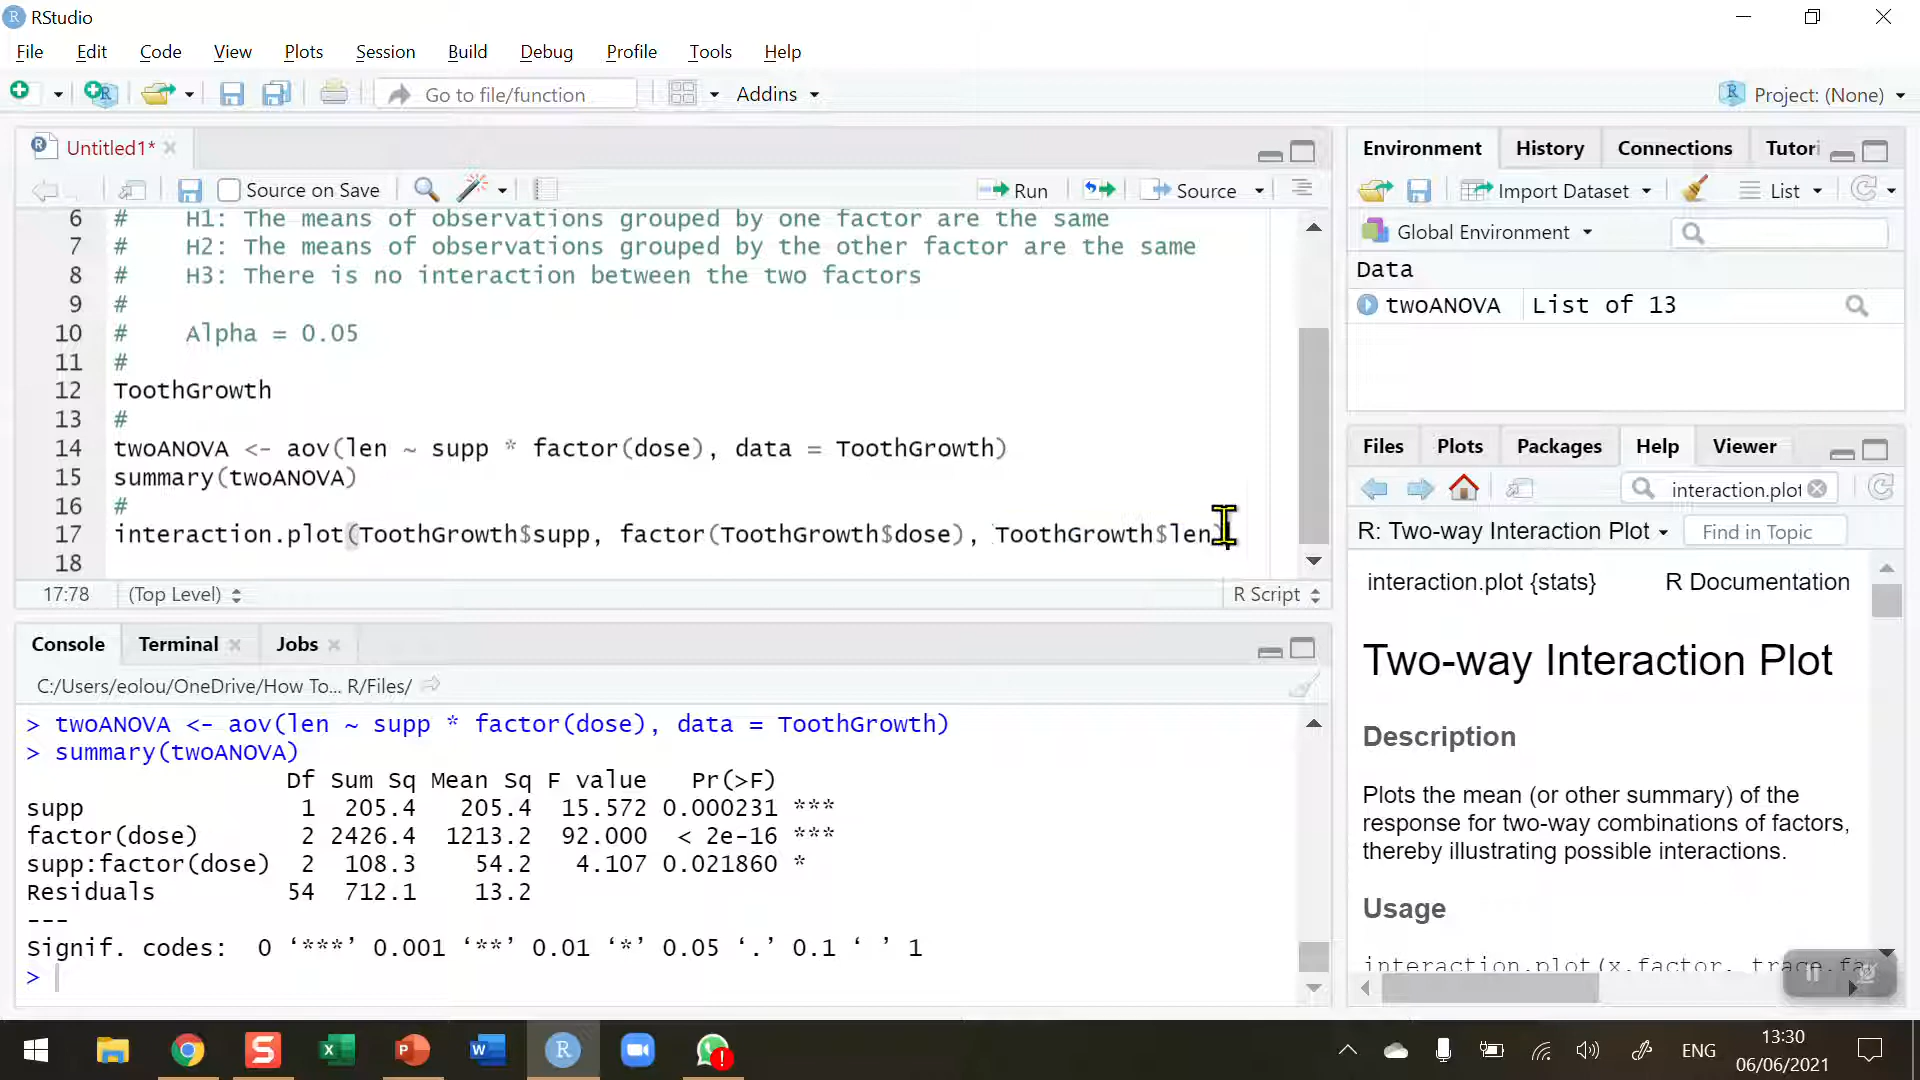 RStudio
File Edit Code View Plots Session Build Debug Profile Tools Help
Go to file/function Addins Project: (None)
Untitled1*
Source on Save Run Source
6 # H1: The means of observations grouped by one factor are the same
7 # H2: The means of observations grouped by the other factor are the same
8 # H3: There is no interaction between the two factors
9 #
10 # Alpha = 0.05
11 #
12 ToothGrowth
13 #
14 twoANOVA <- aov(len ~ supp * factor(dose), data = ToothGrowth)
15 summary(twoANOVA)
16 #
17 interaction.plot(ToothGrowth$supp, factor(ToothGrowth$dose), ToothGrowth$len)
18
17:78 (Top Level) R Script
Console Terminal Jobs
C:/Users/eolou/OneDrive/How To... R/Files/
> twoANOVA <- aov(len ~ supp * factor(dose), data = ToothGrowth)
> summary(twoANOVA)
Df Sum Sq Mean Sq F value Pr(>F)
supp 1 205.4 205.4 15.572 0.000231 ***
factor(dose) 2 2426.4 1213.2 92.000 < 2e-16 ***
supp:factor(dose) 2 108.3 54.2 4.107 0.021860 *
Residuals 54 712.1 13.2
---
Signif. codes: 0 ‘***’ 0.001 ‘**’ 0.01 ‘*’ 0.05 ‘.’ 0.1 ‘ ’ 1
>
Environment History Connections Tutori
Import Dataset List
Global Environment
Data
twoANOVA List of 13
Files Plots Packages Help Viewer
interaction.plot
R: Two-way Interaction Plot Find in Topic
interaction.plot {stats} R Documentation
Two-way Interaction Plot
Description
Plots the mean (or other summary) of the
response for two-way combinations of factors,
thereby illustrating possible interactions.
Usage
interaction.plot(x.factor, trace.fa
ENG
13:30
06/06/2021